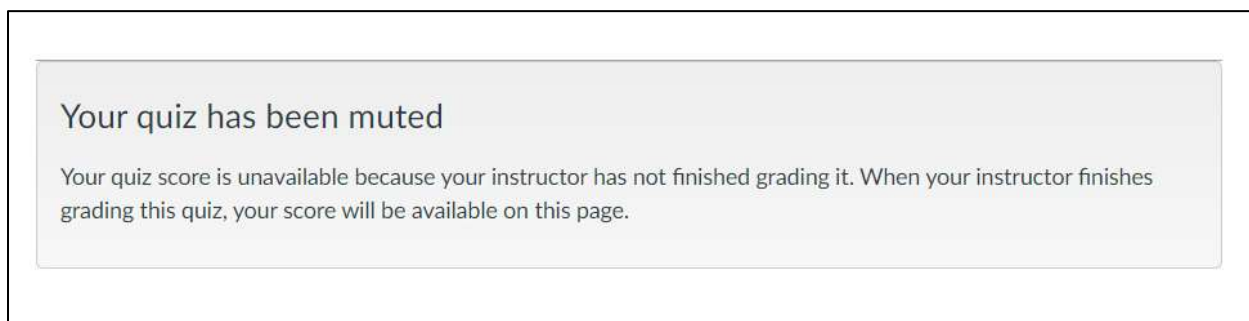 Your quiz has been muted
Your quiz score is unavailable because your instructor has not finished grading it. When your instructor finishes
grading this quiz, your score will be available on this page.